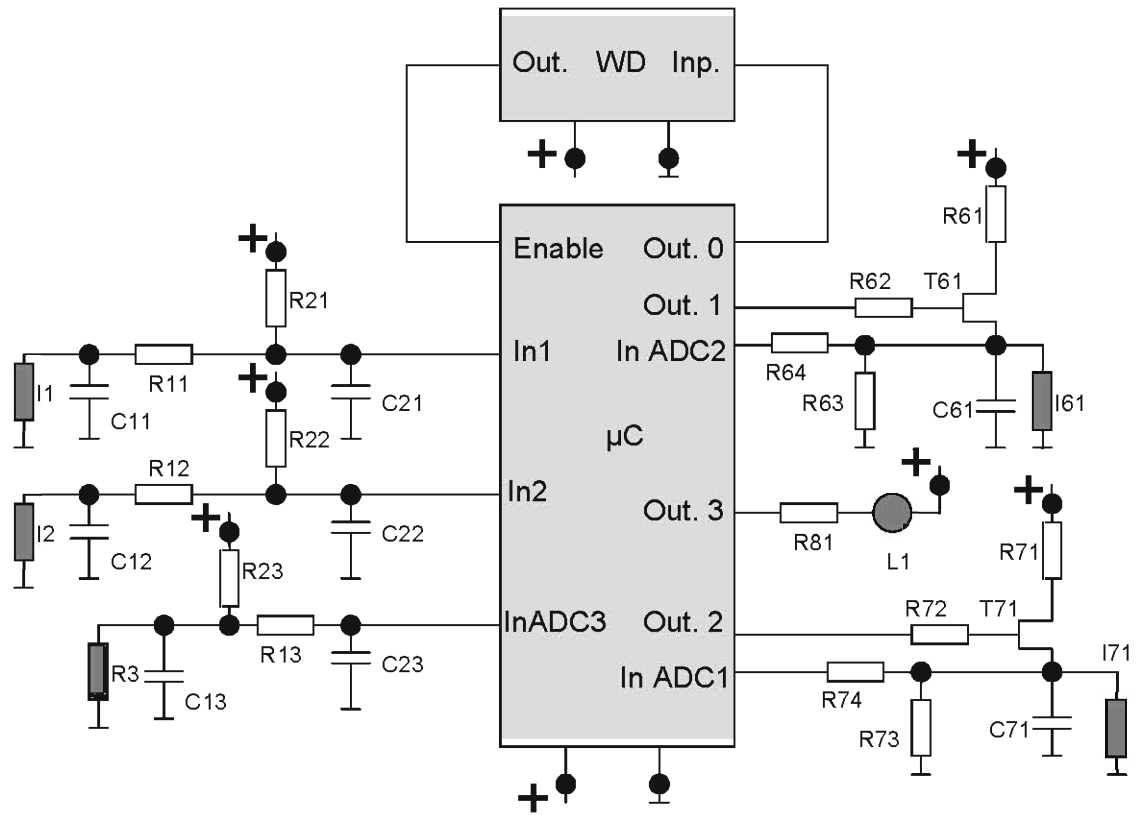 Out. WD Inp.
+
+
R61
+
Enable Out. 0
R21
R62 T61
Out. 1
In1 In ADC2
R11
R64
+
I1
C11
C21
R63
C61
I61
R22
µC
R12
+
In2
Out. 3
+
+
I2
C12
C22
R81
L1
R71
R23
R72 T71
InADC3 Out. 2
R13
C23
I71
R3
C13
In ADC1
R74
R73
C71
+